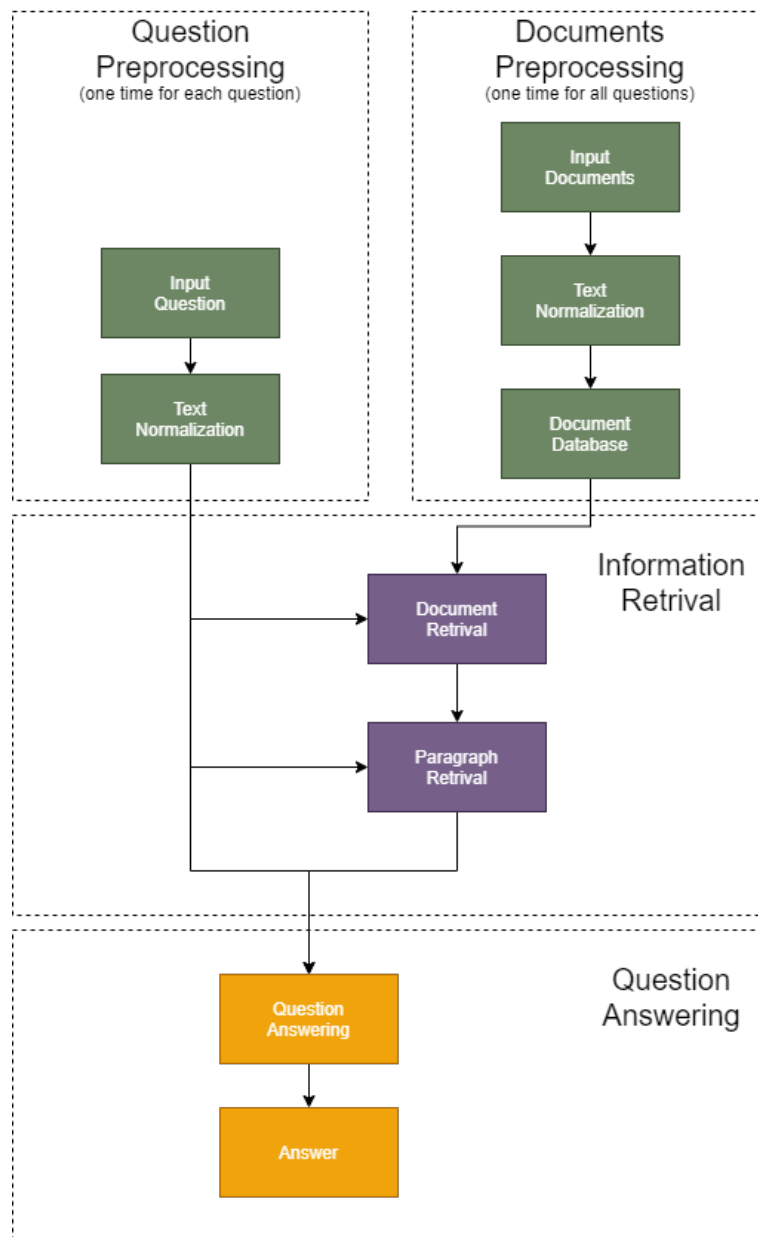 Question
Preprocessing
(one time for each question)
Input
Question
Text
Normalization
Documents
Preprocessing
(one time for all questions)
Input
Documents
Text
Normalization
Document
Database
Information
Retrival
Document
Retrival
Paragraph
Retrival
Question
Answering
Question
Answering
Answer